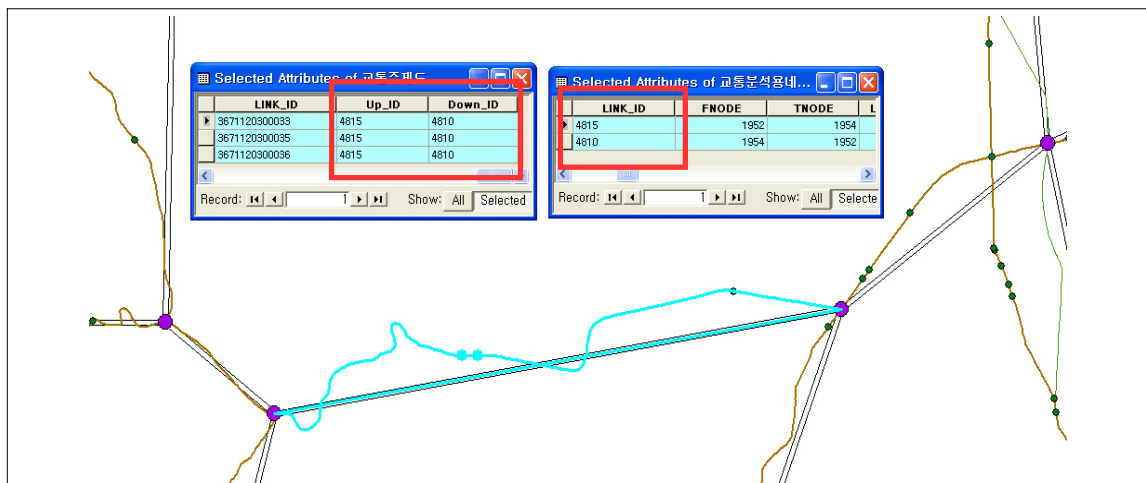 Selected Attributes of 교통주제도
LINK_ID Up_ID Down_ID
3671120300033 4815 4810
3671120300035 4815 4810
3671120300036 4815 4810
Record: 1 Show: All Selected
Selected Attributes of 교통분석용네...
LINK_ID FNODE TNODE L
4815 1952 1954
4810 1954 1952
Record: 1 Show: All Selecte